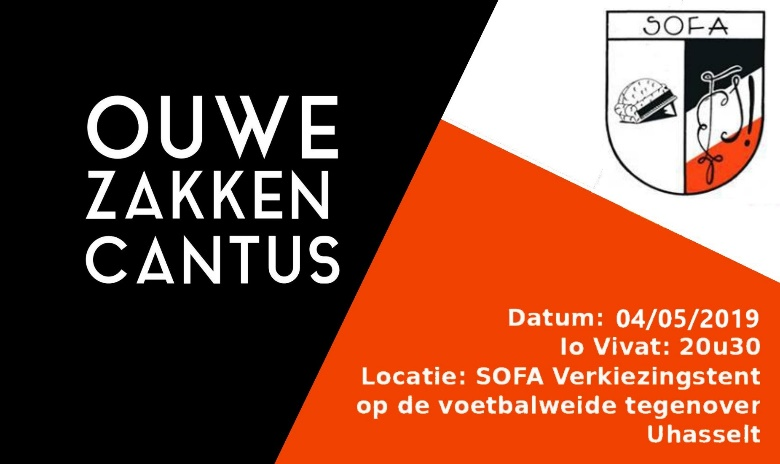 OUWE
ZAKKEN
CANTUS
SOFA
Datum: 04/05/2019
Io Vivat: 20u30
Locatie: SOFA Verkiezingstent
op de voetbalweide tegenover
Uhasselt